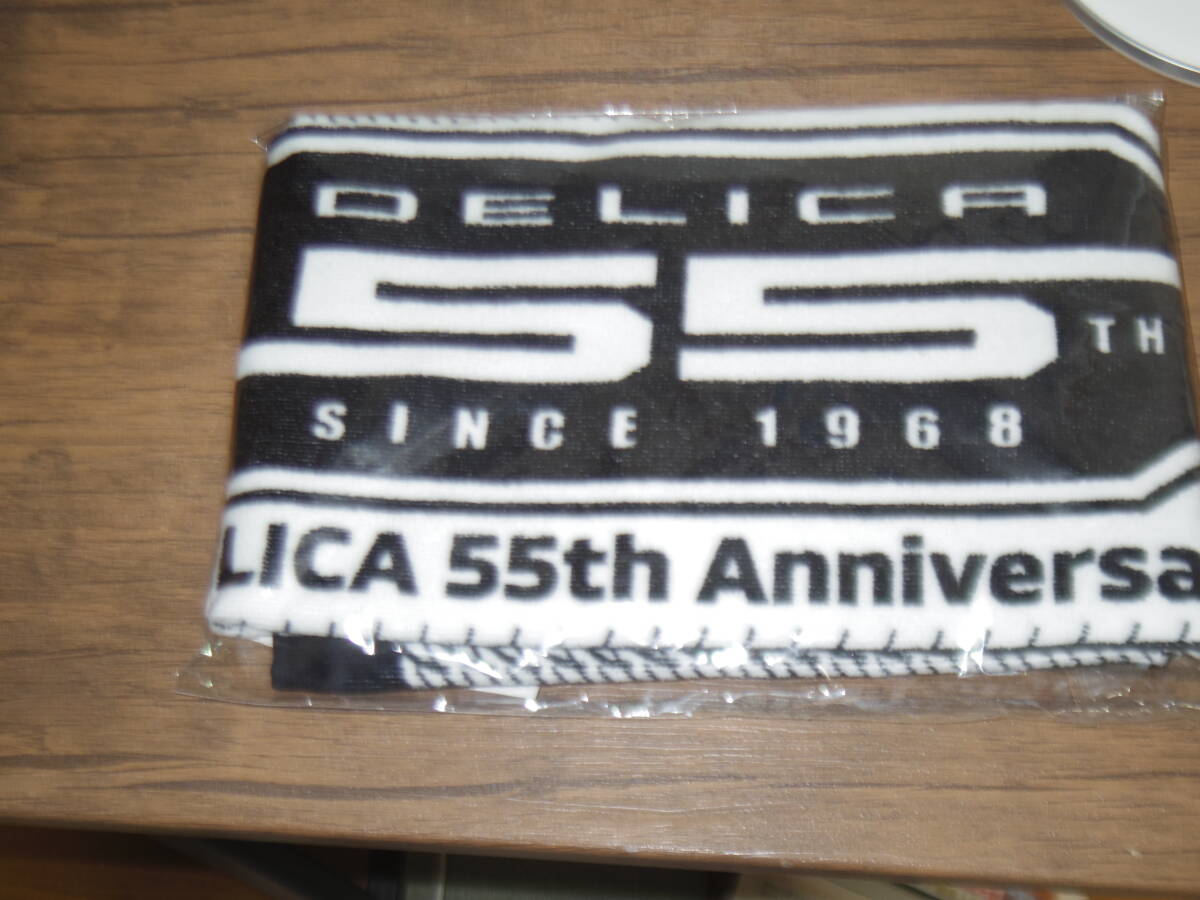 DELICA
55TH
SINCE 1968
LICA 55th Anniversa